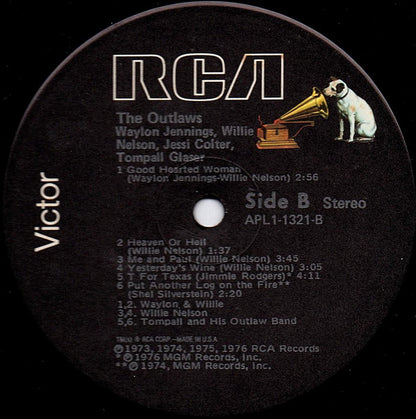 RCA
Victor
The Outlaws
Waylon Jennings, Willie
Nelson, Jessi Colter,
Tompall Glaser
1 Good Hearted Woman
(Waylon Jennings-Willie Nelson) 2:56
Side B Stereo
APL1-1321-B
2 Heaven Or Hell
(Willie Nelson) 1:37
3 Me and Paul (Willie Nelson) 3:45
4 Yesterday's Wine (Willie Nelson) 3:05
5 T For Texas (Jimmie Rodgers)* 4:11
6 Put Another Log on the Fire**
(Shel Silverstein) 2:20
1,2. Waylon & Willie
3,4. Willie Nelson
5,6. Tompall and His Outlaw Band
TMK(s) ® RCA CORP.—MADE IN U.S.A.
℗1973, 1974, 1975, 1976 RCA Records
*℗1976 MGM Records, Inc.
**℗1974, MGM Records, Inc.